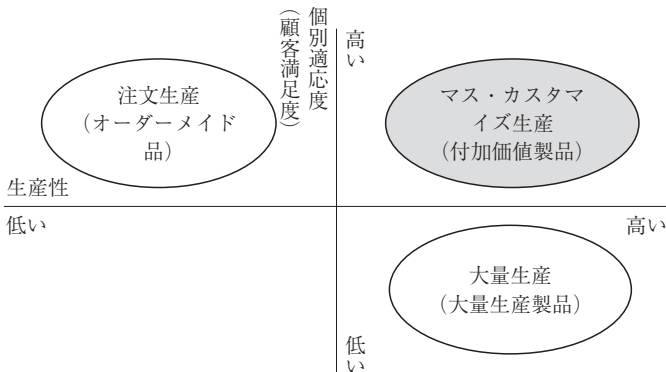 個別適応度
（顧客満足度）
高い
注文生産
（オーダーメイド
品）
マス・カスタマ
イズ生産
（付加価値製品）
生産性
低い
高い
大量生産
（大量生産製品）
低い